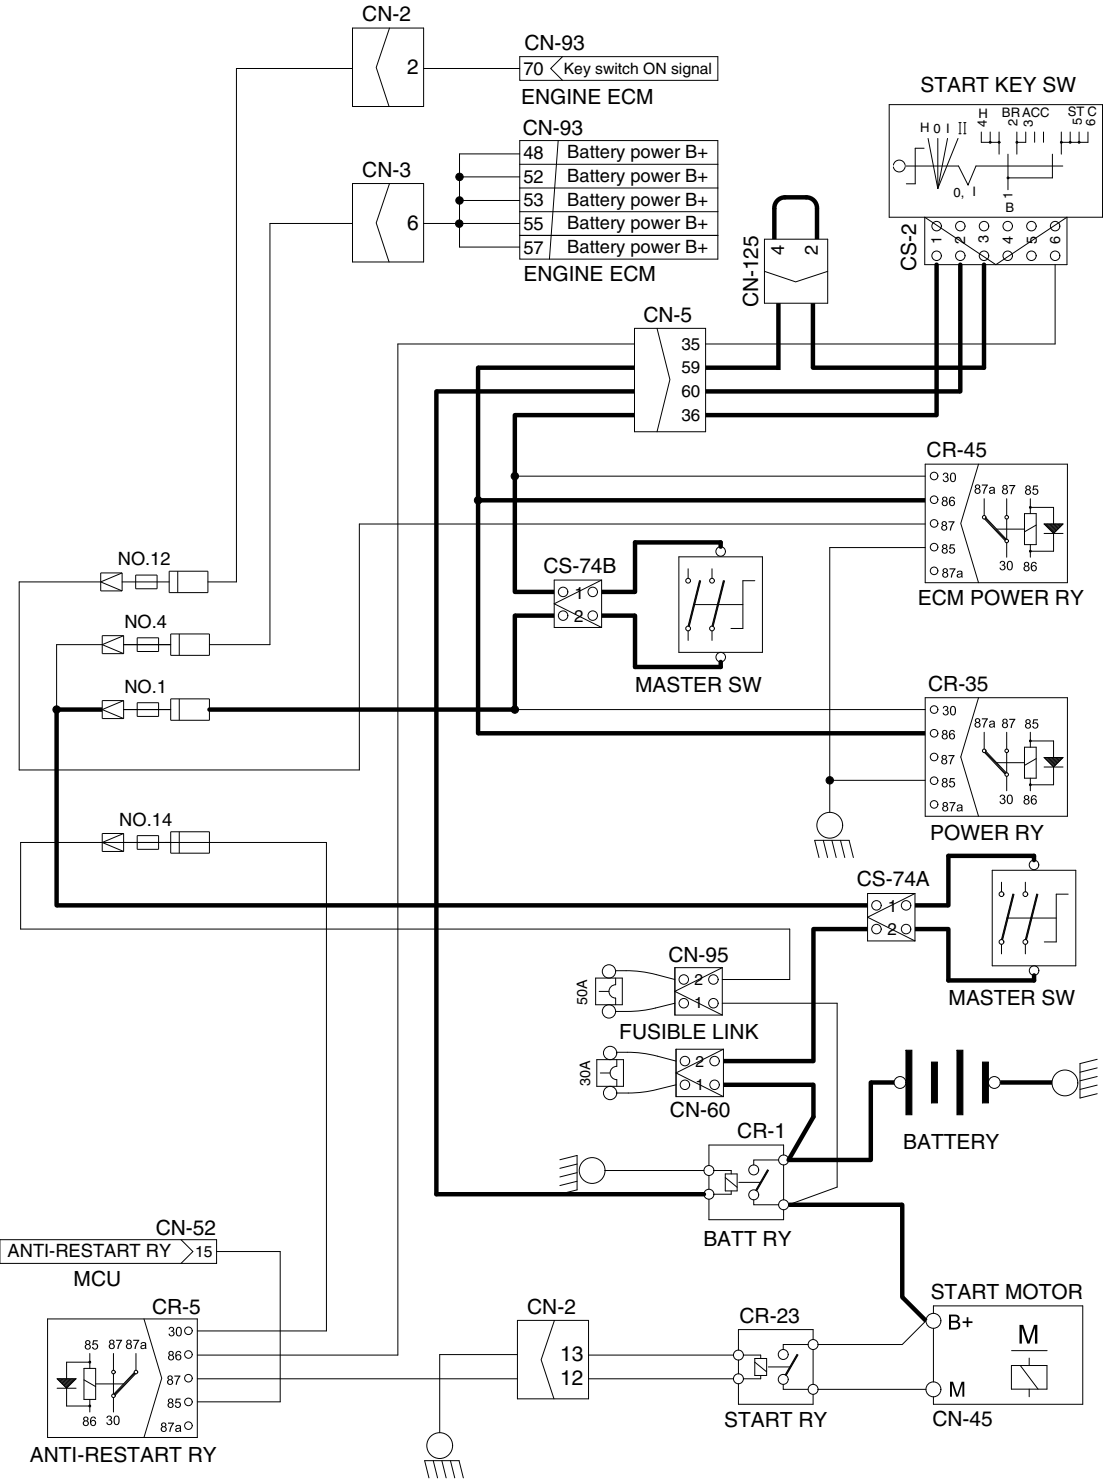 CN-2
2
CN-93
70 Key switch ON signal
ENGINE ECM
CN-93
48 Battery power B+
52 Battery power B+
53 Battery power B+
55 Battery power B+
57 Battery power B+
ENGINE ECM
CN-3
6
START KEY SW
H 0 I II
H BR ACC ST C
4 2 3 5 6
0, I
1
B
CS-2
1 2 3 4 5 6
CN-125
4 2
CN-5
35
59
60
36
CR-45
30
86
87
85
87a
87a 87 85
30 86
ECM POWER RY
NO.12
NO.4
NO.1
CS-74B
1
2
MASTER SW
CR-35
30
86
87
85
87a
87a 87 85
30 86
POWER RY
NO.14
CS-74A
1
2
MASTER SW
CN-95
50A
2
1
FUSIBLE LINK
30A
2
1
CN-60
BATTERY
CR-1
BATT RY
CN-52
ANTI-RESTART RY 15
MCU
CR-5
30
86
87
85
87a
85 87 87a
86 30
ANTI-RESTART RY
CN-2
13
12
CR-23
START RY
START MOTOR
B+
M
M
CN-45